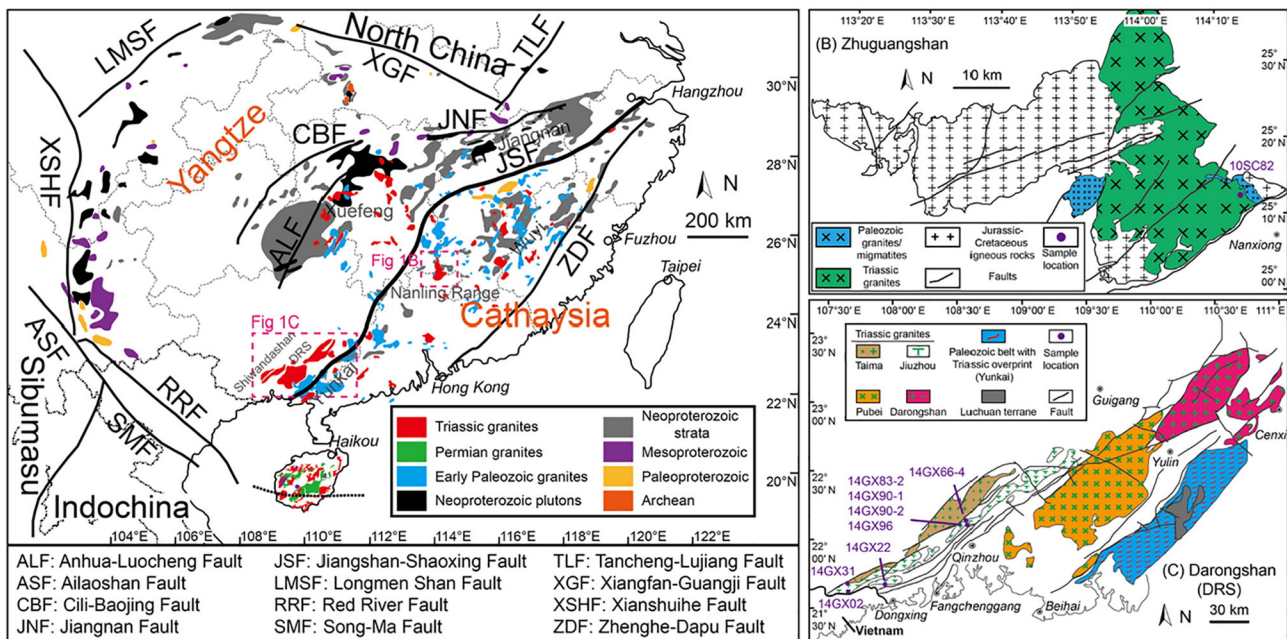 LMSF
North China
XGF
TLF
30°N
Hangzhou
CBF
JNF
Jiangnan
JSF
28°N
XSHF
Yangtze
N
200 km
Xuefeng
ALF
26°N
Wuyi
ZDF
Fuzhou
Fig 1B
Taipei
Nanling Range
Cathaysia
24°N
Fig 1C
Shiwandashan
DRS
Yunkai
ASF
RRF
Hong Kong
22°N
Sibumasu
SMF
Haikou
20°N
Indochina
Triassic granites
Permian granites
Early Paleozoic granites
Neoproterozoic plutons
Neoproterozoic
strata
Mesoproterozoic
Paleoproterozoic
Archean
104°E 106°E 108°E 110°E 112°E 114°E 116°E 118°E 120°E 122°E
ALF: Anhua-Luocheng Fault
ASF: Ailaoshan Fault
CBF: Cili-Baojing Fault
JNF: Jiangnan Fault
JSF: Jiangshan-Shaoxing Fault
LMSF: Longmen Shan Fault
RRF: Red River Fault
SMF: Song-Ma Fault
TLF: Tancheng-Lujiang Fault
XGF: Xiangfan-Guangji Fault
XSHF: Xianshuihe Fault
ZDF: Zhenghe-Dapu Fault
113°20' 113°30' 113°40' 113°50' 114°00' 114°10'
(B) Zhuguangshan
25°
30'
N
10 km
25°
20'
10SC82
25°
10'
Nanxiong
25°
00'
Paleozoic
granites/
migmatites
Triassic
granites
Jurassic-
Cretaceous
igneous rocks
Faults
Sample
location
107°30' 108°00' 108°30' 109°00' 109°30' 110°00' 110°30' 111°E
23°
30'
Triassic granites
Taima
Jiuzhou
Pubei
Darongshan
Paleozoic belt with
Triassic overprint
(Yunkai)
Luchuan terrane
Sample
location
Fault
23°
00'
Guigang
Cenxi
Yulin
22°
30'
14GX66-4
14GX83-2
14GX90-1
14GX90-2
14GX96
22°
00'
14GX22
14GX31
Qinzhou
14GX02
21°
30'
Dongxing
Fangchenggang
Beihai
Vietnam
(C) Darongshan
(DRS)
N
30 km